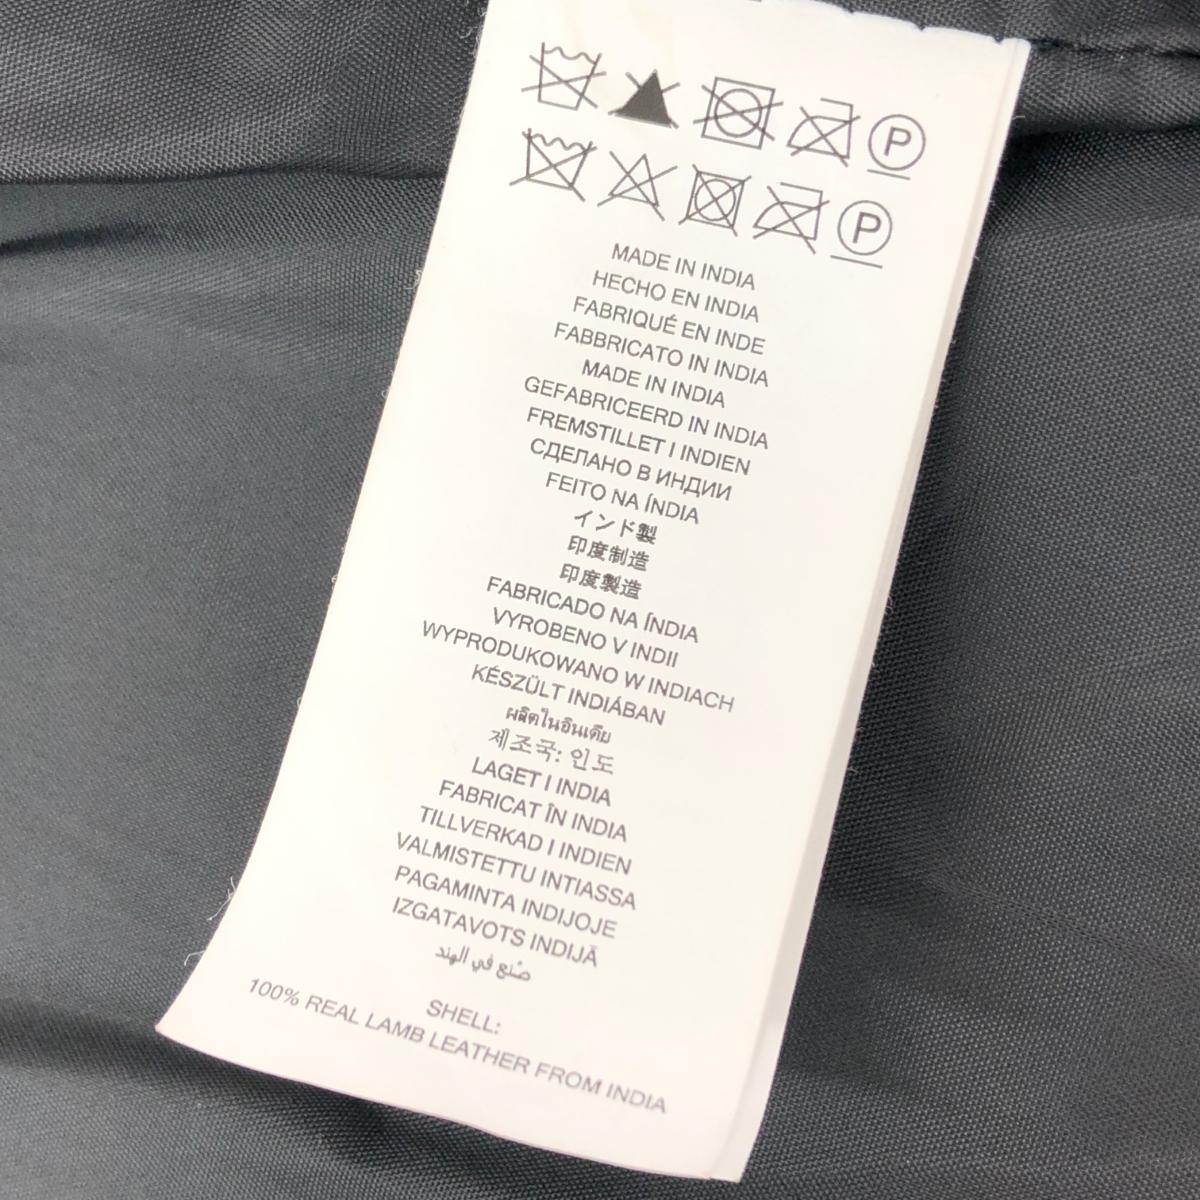 P
P
MADE IN INDIA
HECHO EN INDIA
FABRIQUÉ EN INDE
FABBRICATO IN INDIA
MADE IN INDIA
GEFABRICEERD IN INDIA
FREMSTILLET I INDIEN
СДЕЛАНО В ИНДИИ
FEITO NA ÍNDIA
インド製
印度制造
印度製造
FABRICADO NA ÍNDIA
VYROBENO V INDII
WYPRODUKOWANO W INDIACH
KÉSZÜLT INDIÁBAN
ผลิตในอินเดีย
제조국: 인도
LAGET I INDIA
FABRICAT ÎN INDIA
TILLVERKAD I INDIEN
VALMISTETTU INTIASSA
PAGAMINTA INDIJOJE
IZGATAVOTS INDIJĀ
صُنع في الهند
SHELL:
100% REAL LAMB LEATHER FROM INDIA